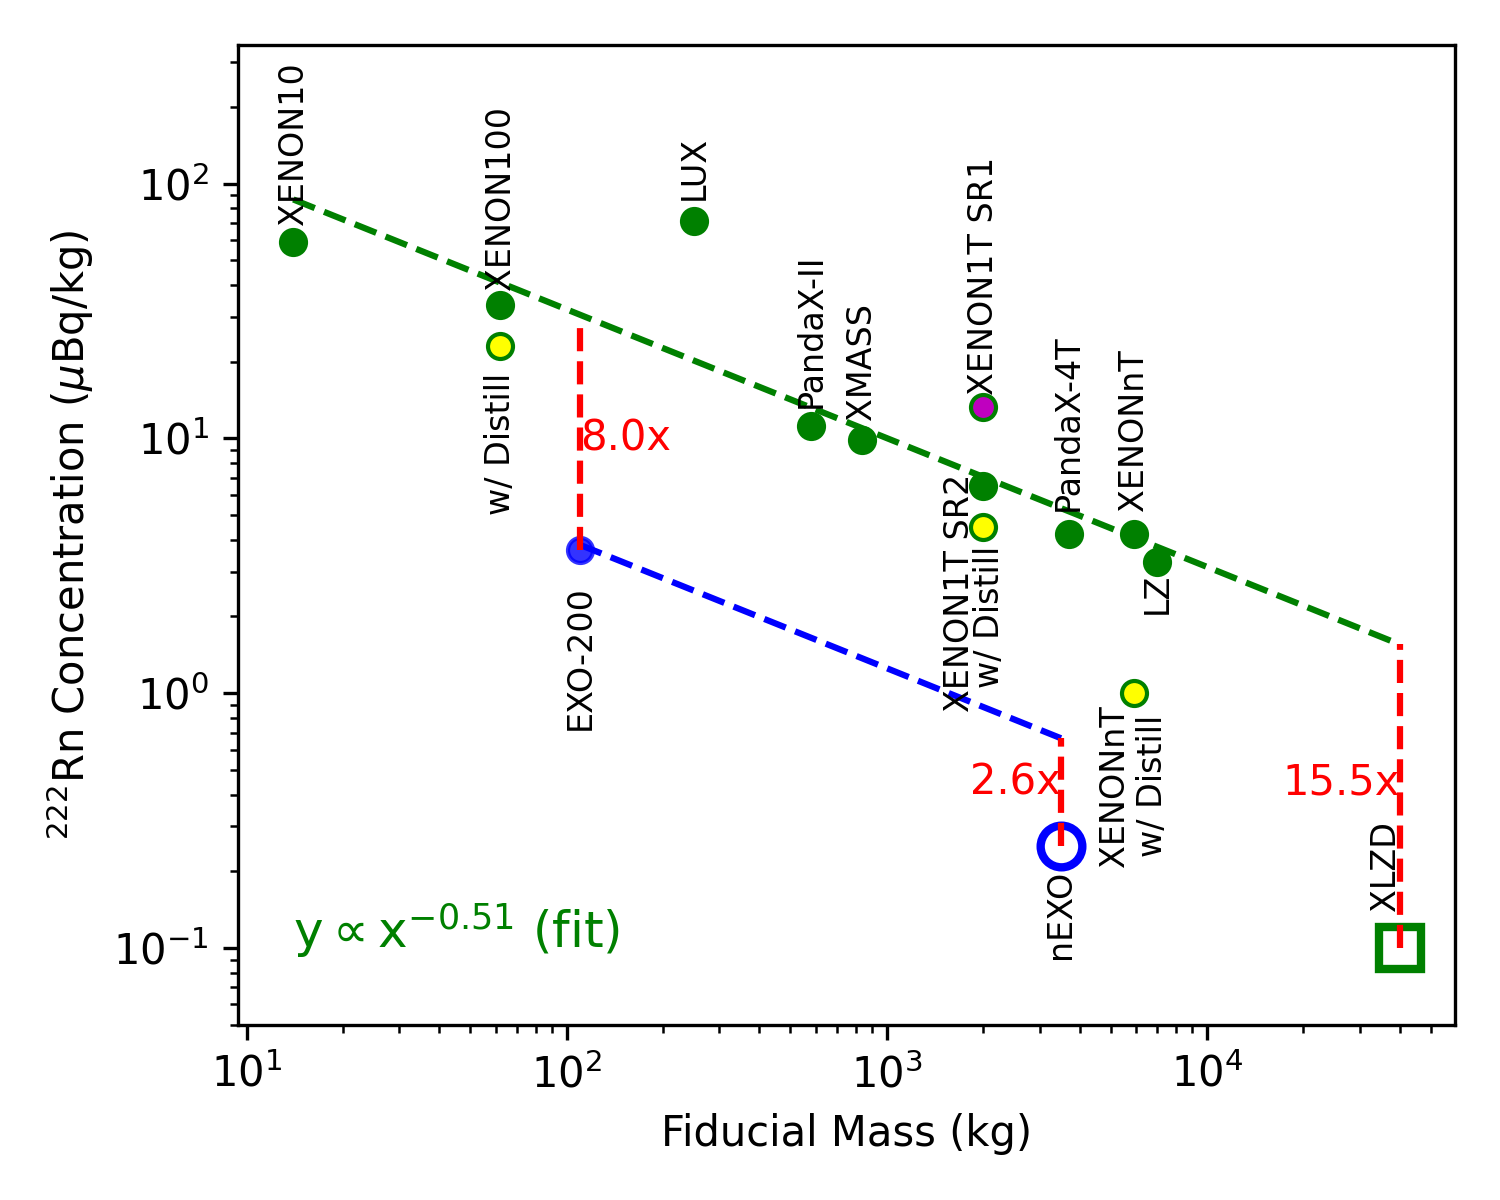 XENON10
XENON100
w/ Distill
LUX
PandaX-II
XMASS
XENON1T SR1
XENON1T SR2
w/ Distill
PandaX-4T
XENONnT
LZ
8.0x
EXO-200
2.6x
nEXO
XENONnT
w/ Distill
15.5x
XLZD
y ∝ x^−0.51 (fit)
²²²Rn Concentration (μBq/kg)
10²
10¹
10⁰
10⁻¹
10¹ 10² 10³ 10⁴
Fiducial Mass (kg)